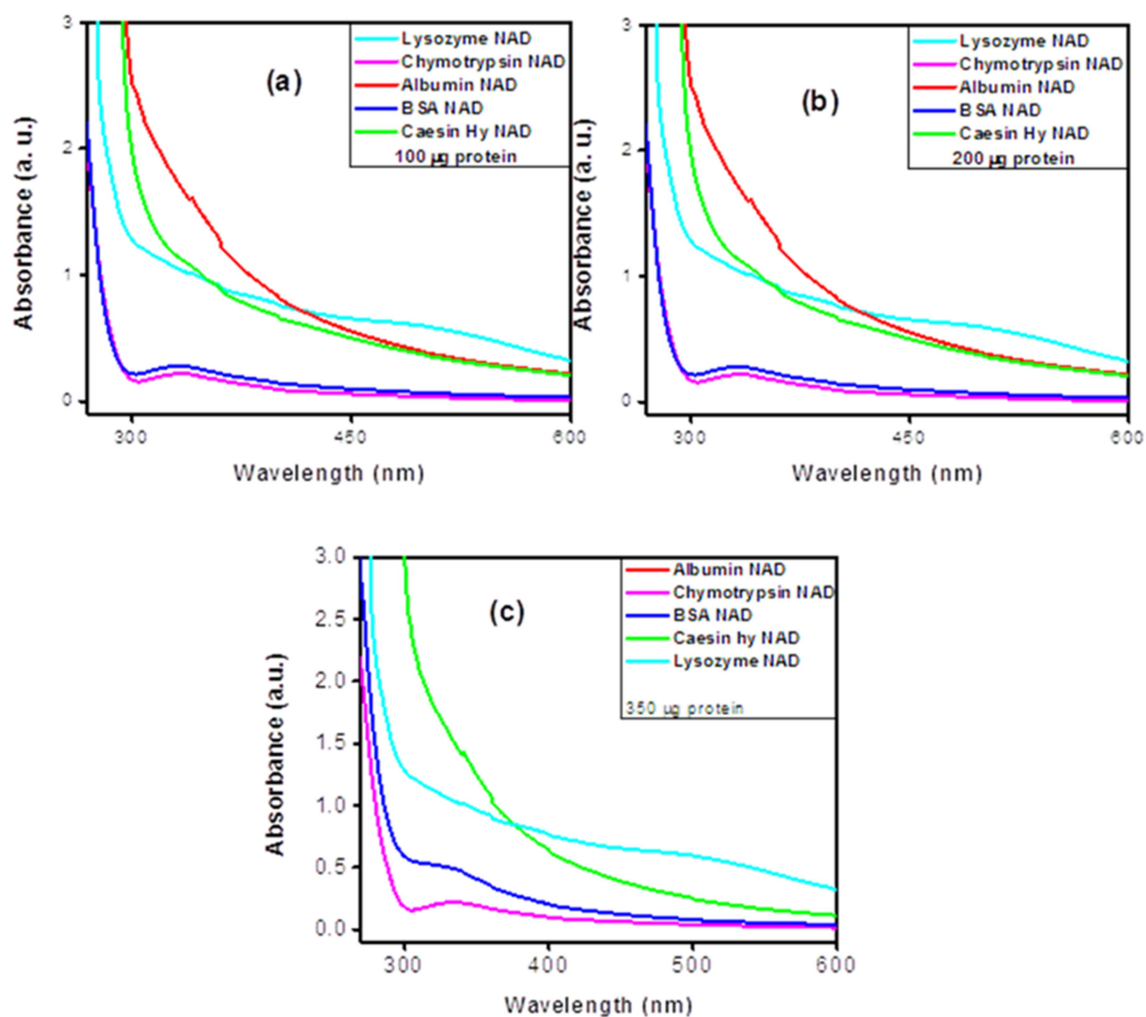 3
2
1
0
Absorbance (a. u.)
(a)
Lysozyme NAD
Chymotrypsin NAD
Albumin NAD
BSA NAD
Caesin Hy NAD
100 µg protein
300
450
600
Wavelength (nm)
3
2
1
0
Absorbance (a. u.)
(b)
Lysozyme NAD
Chymotrypsin NAD
Albumin NAD
BSA NAD
Caesin Hy NAD
200 µg protein
300
450
600
Wavelength (nm)
3.0
2.5
2.0
1.5
1.0
0.5
0.0
Absorbance (a.u.)
(c)
Albumin NAD
Chymotrypsin NAD
BSA NAD
Caesin hy NAD
Lysozyme NAD
350 µg protein
300
400
500
600
Wavelength (nm)